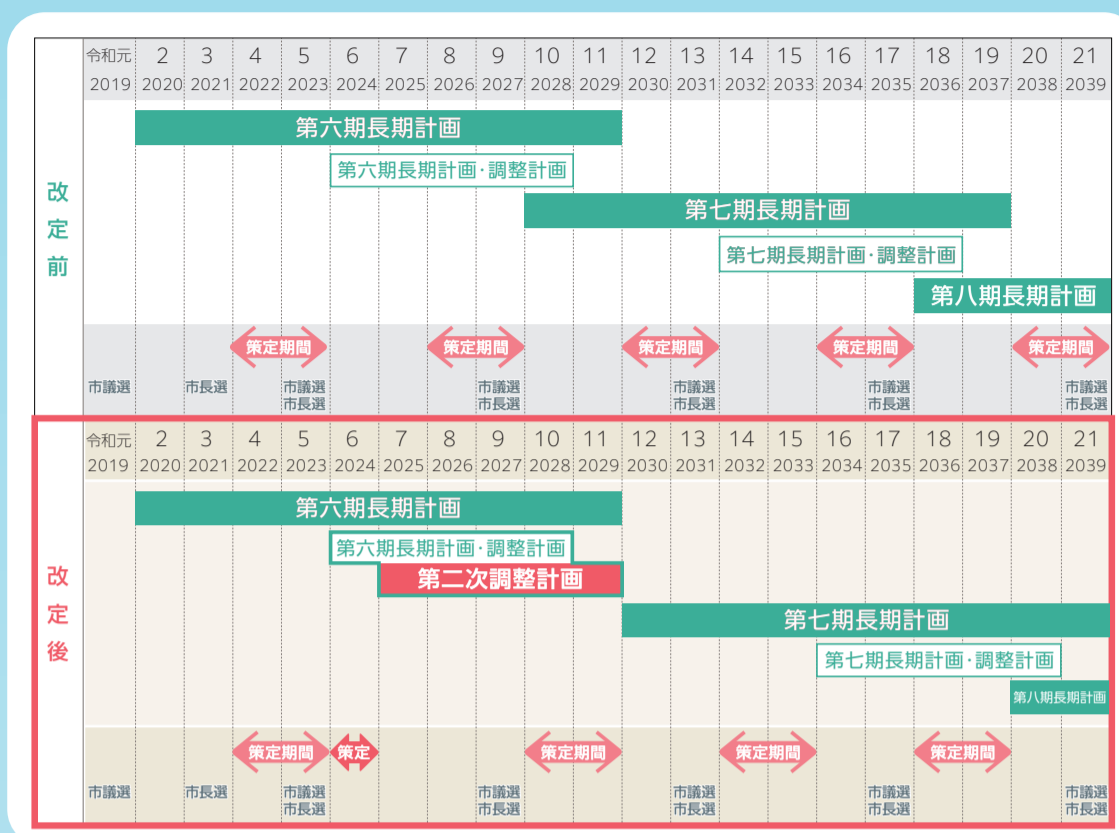 改定前
令和元 2 3 4 5 6 7 8 9 10 11 12 13 14 15 16 17 18 19 20 21
2019 2020 2021 2022 2023 2024 2025 2026 2027 2028 2029 2030 2031 2032 2033 2034 2035 2036 2037 2038 2039
第六期長期計画
第六期長期計画・調整計画
第七期長期計画
第七期長期計画・調整計画
第八期長期計画
策定期間 策定期間 策定期間 策定期間 策定期間
市議選 市長選 市議選 市議選 市議選 市議選 市議選
市長選 市長選 市長選 市長選 市長選
改定後
令和元 2 3 4 5 6 7 8 9 10 11 12 13 14 15 16 17 18 19 20 21
2019 2020 2021 2022 2023 2024 2025 2026 2027 2028 2029 2030 2031 2032 2033 2034 2035 2036 2037 2038 2039
第六期長期計画
第六期長期計画・調整計画
第二次調整計画
第七期長期計画
第七期長期計画・調整計画
第八期長期計画
策定期間 策定 策定期間 策定期間 策定期間
市議選 市長選 市議選 市議選 市議選 市議選 市議選
市長選 市長選 市長選 市長選 市長選